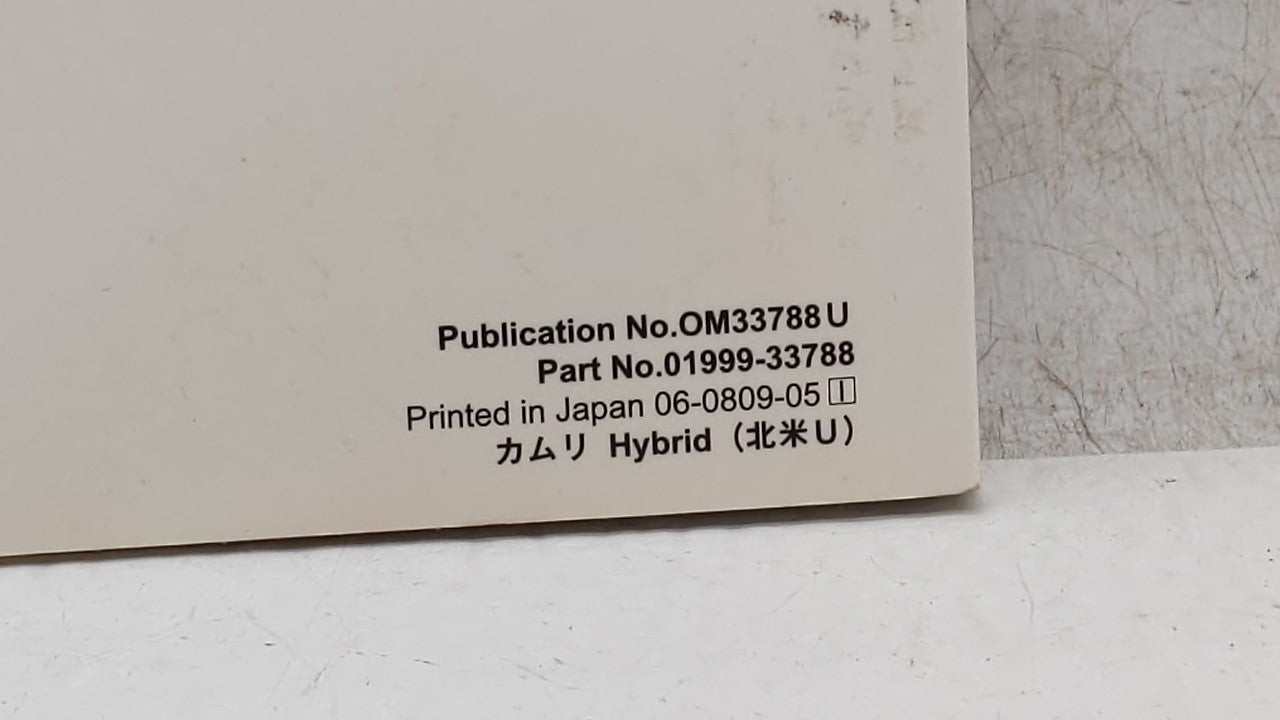 Publication No.OM33788U
Part No.01999-33788
Printed in Japan 06-0809-05 I
カムリ Hybrid（北米U）